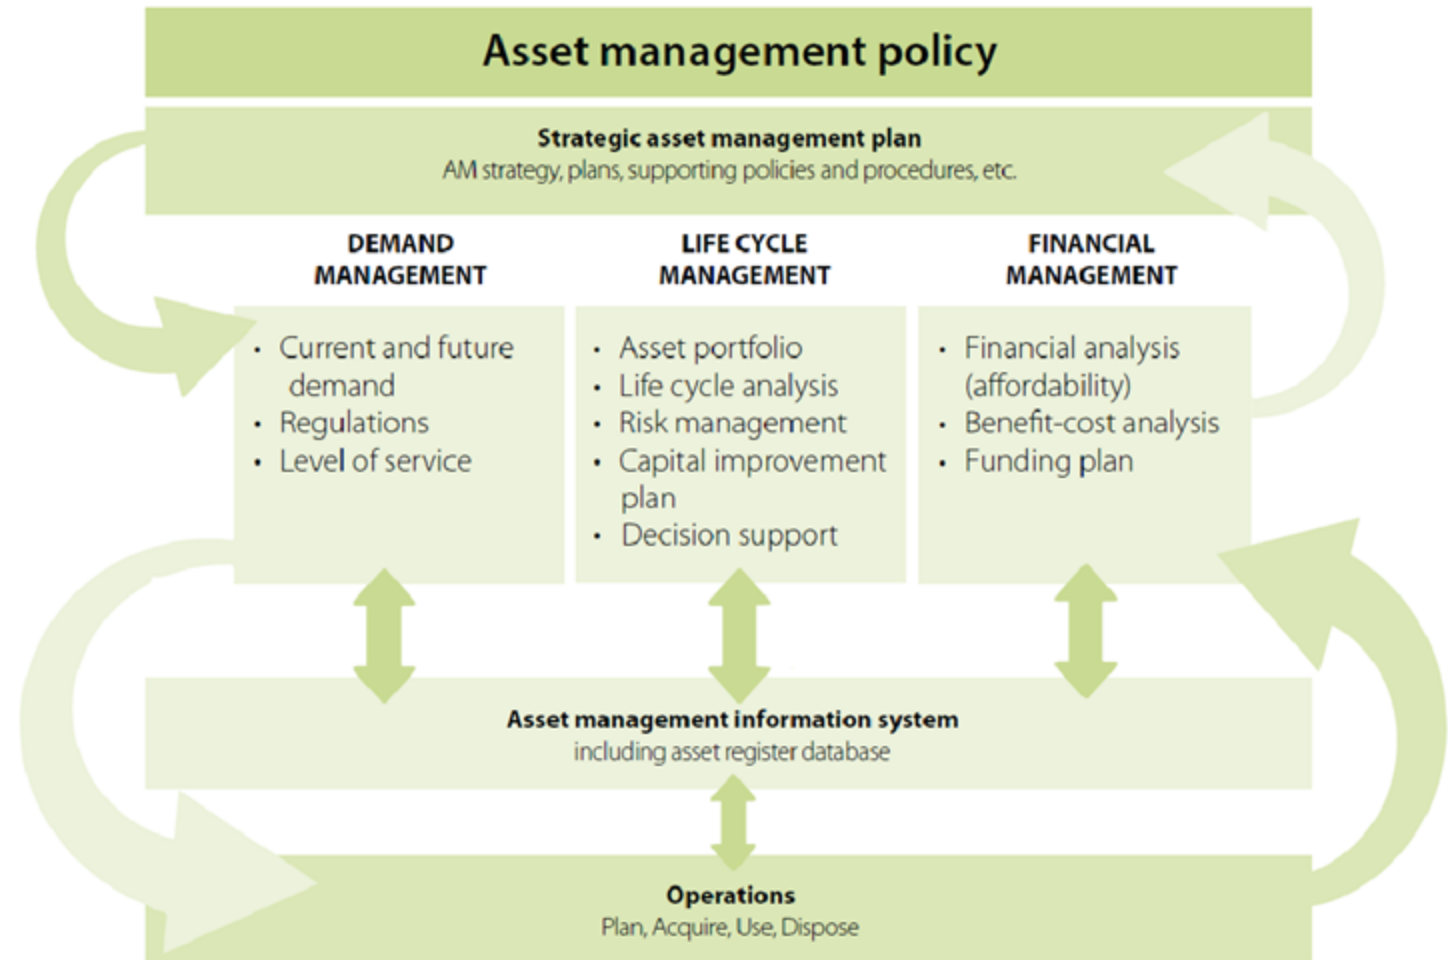 Asset management policy
Strategic asset management plan
AM strategy, plans, supporting policies and procedures, etc.
DEMAND
MANAGEMENT
• Current and future
demand
• Regulations
• Level of service
LIFE CYCLE
MANAGEMENT
• Asset portfolio
• Life cycle analysis
• Risk management
• Capital improvement
plan
• Decision support
FINANCIAL
MANAGEMENT
• Financial analysis
(affordability)
• Benefit-cost analysis
• Funding plan
Asset management information system
including asset register database
Operations
Plan, Acquire, Use, Dispose